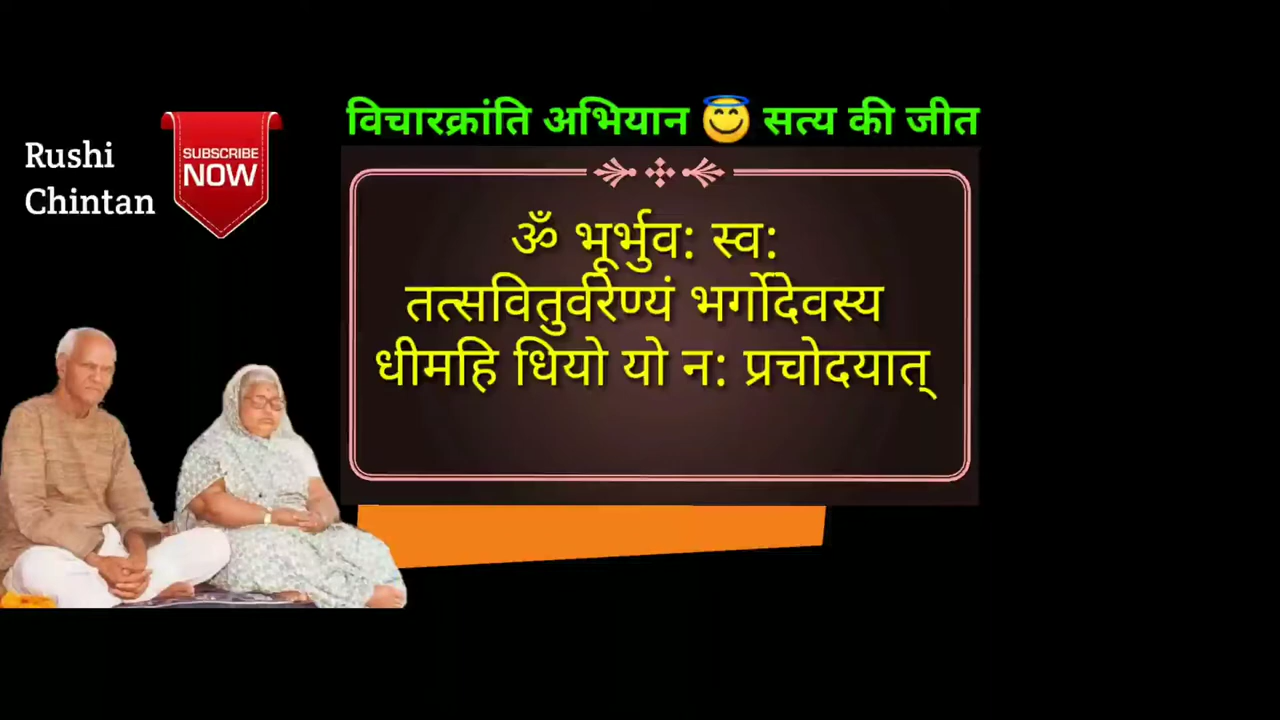 विचारक्रांति अभियान 😇 सत्य की जीत
Rushi
Chintan
SUBSCRIBE
NOW
ॐ भूर्भुव: स्व:
तत्सवितुर्वरेण्यं भर्गोदेवस्य
धीमहि धियो यो न: प्रचोदयात्